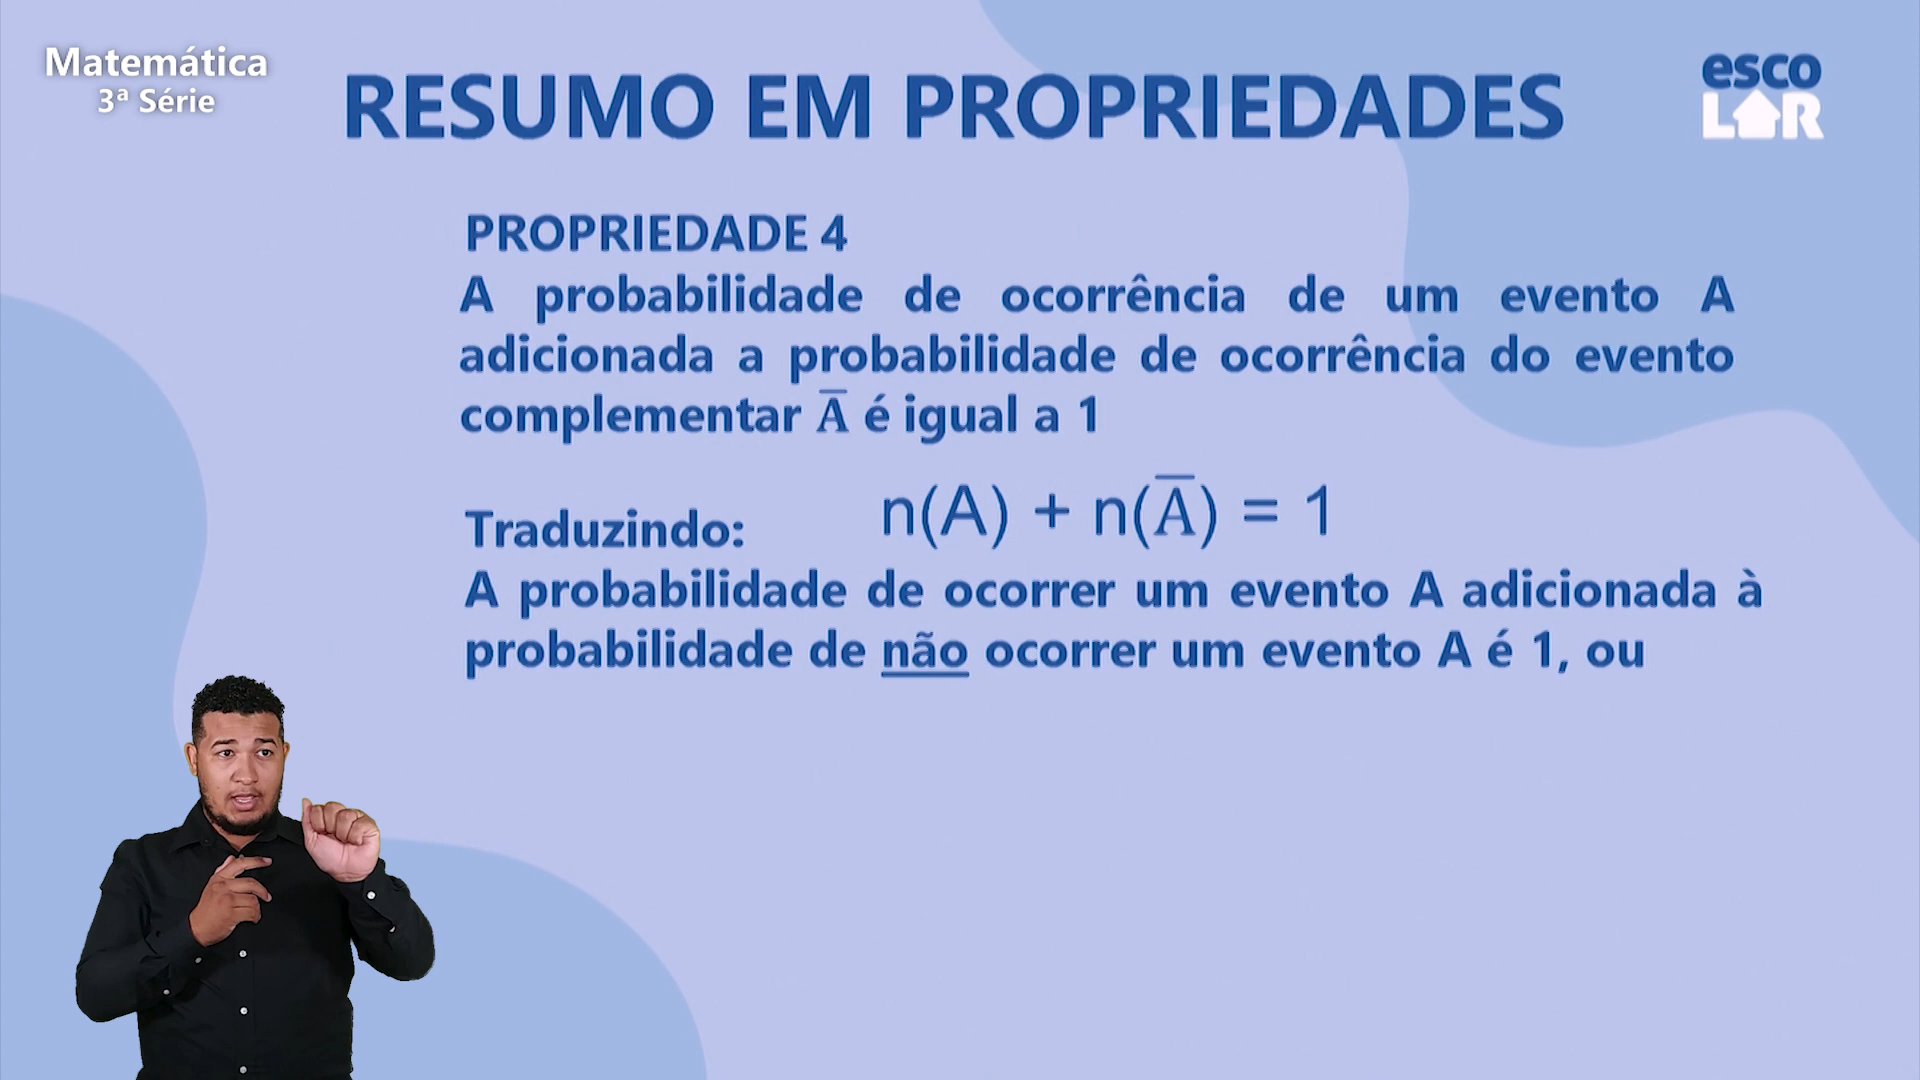 Matemática
3ª Série
RESUMO EM PROPRIEDADES
esco
LAR
PROPRIEDADE 4
A probabilidade de ocorrência de um evento A
adicionada a probabilidade de ocorrência do evento
complementar A̅ é igual a 1
Traduzindo: n(A) + n(A̅) = 1
A probabilidade de ocorrer um evento A adicionada à
probabilidade de não ocorrer um evento A é 1, ou